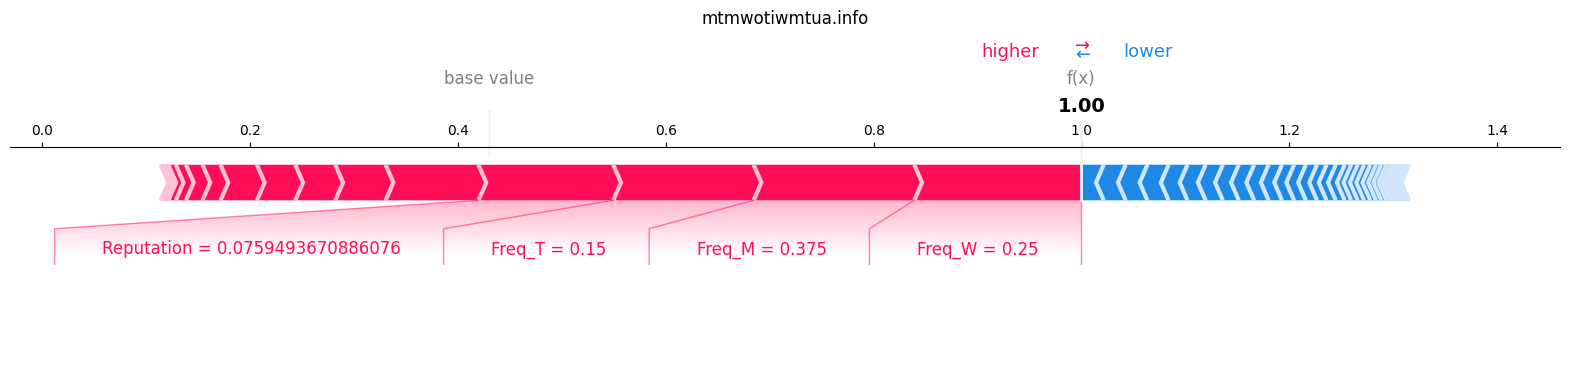 mtmwotiwmtua.info
higher ⇄ lower
base value f(x)
1.00
0.0 0.2 0.4 0.6 0.8 1.0 1.2 1.4
Reputation = 0.0759493670886076 Freq_T = 0.15 Freq_M = 0.375 Freq_W = 0.25